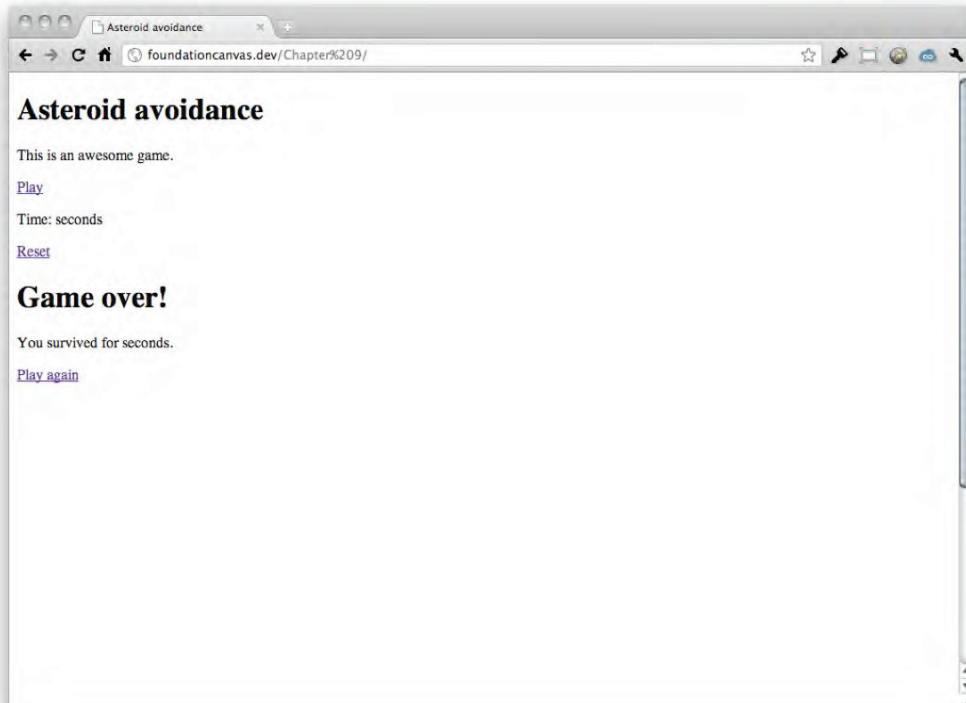 Asteroid avoidance
foundationcanvas.dev/Chapter%209/
Asteroid avoidance
This is an awesome game.
Play
Time: seconds
Reset
Game over!
You survived for seconds.
Play again